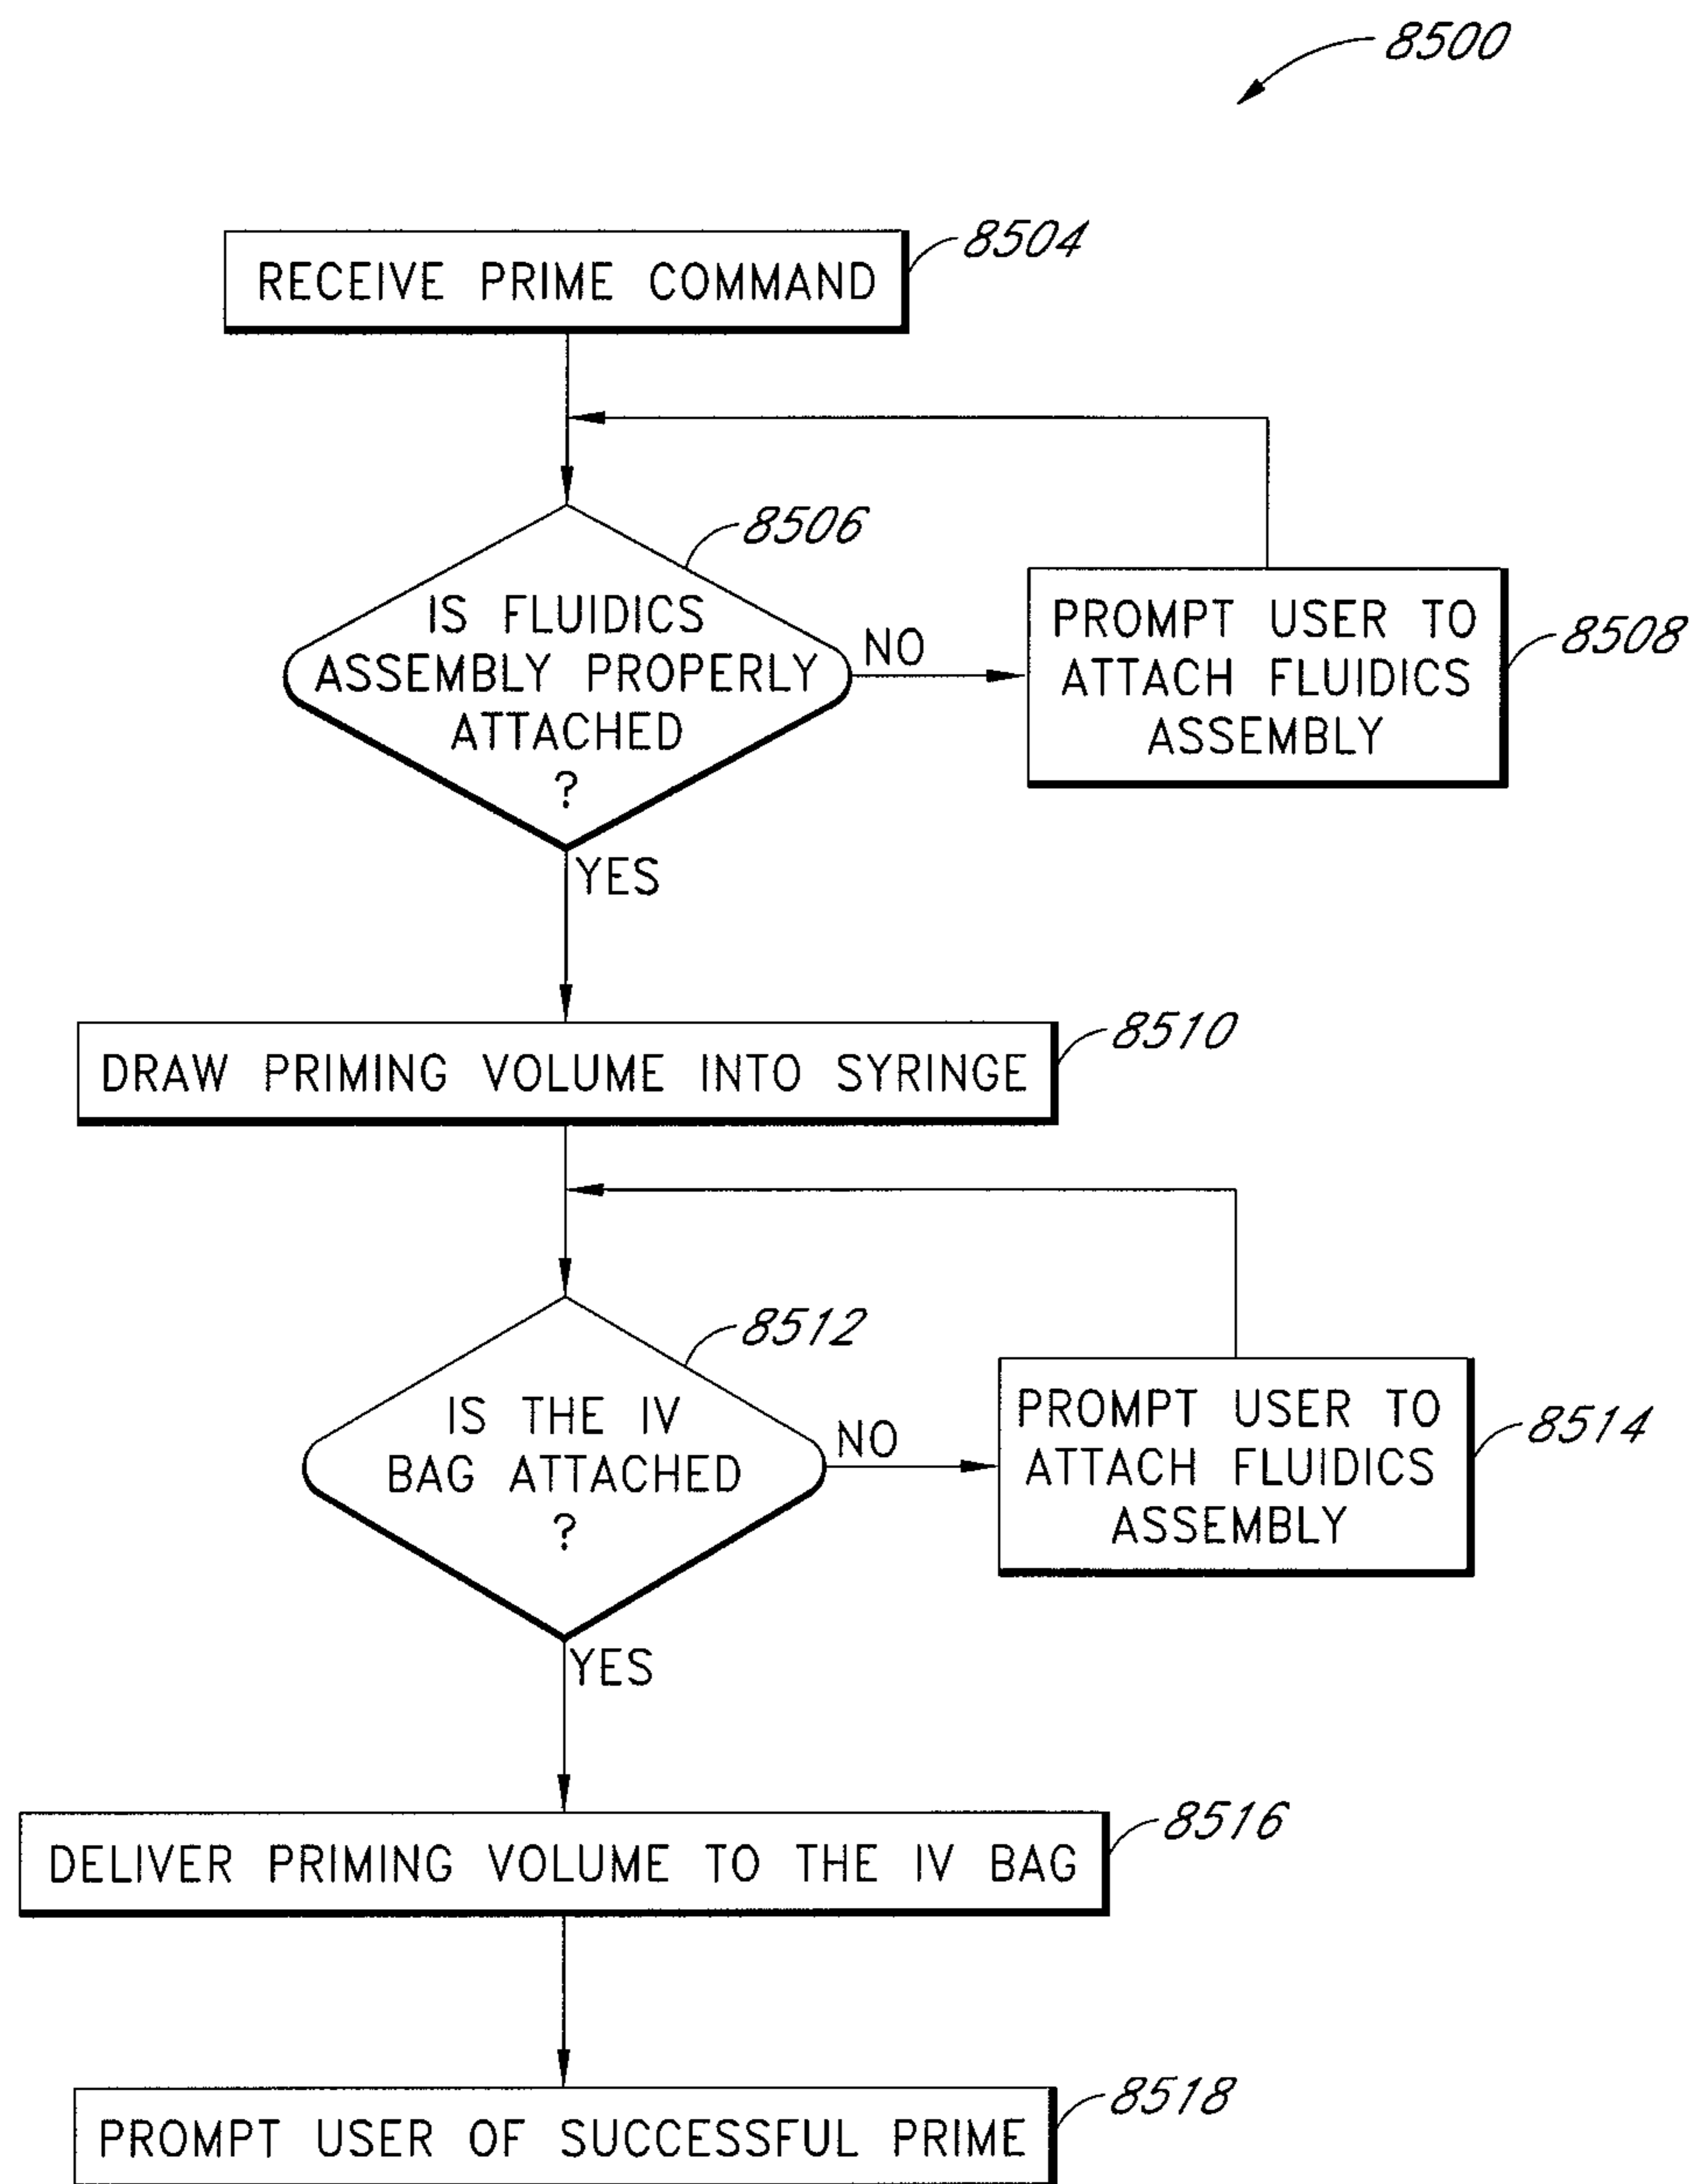 8500
RECEIVE PRIME COMMAND
8504
8506
IS FLUIDICS
ASSEMBLY PROPERLY
ATTACHED
?
NO
PROMPT USER TO
ATTACH FLUIDICS
ASSEMBLY
8508
YES
DRAW PRIMING VOLUME INTO SYRINGE
8510
8512
IS THE IV
BAG ATTACHED
?
NO
PROMPT USER TO
ATTACH FLUIDICS
ASSEMBLY
8514
YES
DELIVER PRIMING VOLUME TO THE IV BAG
8516
PROMPT USER OF SUCCESSFUL PRIME
8518